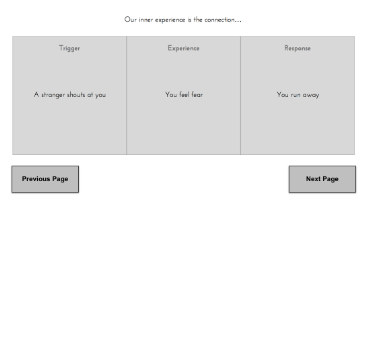 Our inner experience is the connection....
Trigger
Experience
Response
A stranger shouts at you
You feel fear
You run away
Previous Page
Next Page